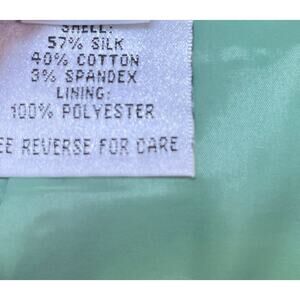 SHELL:
57% SILK
40% COTTON
3% SPANDEX
LINING:
100% POLYESTER
EE REVERSE FOR CARE